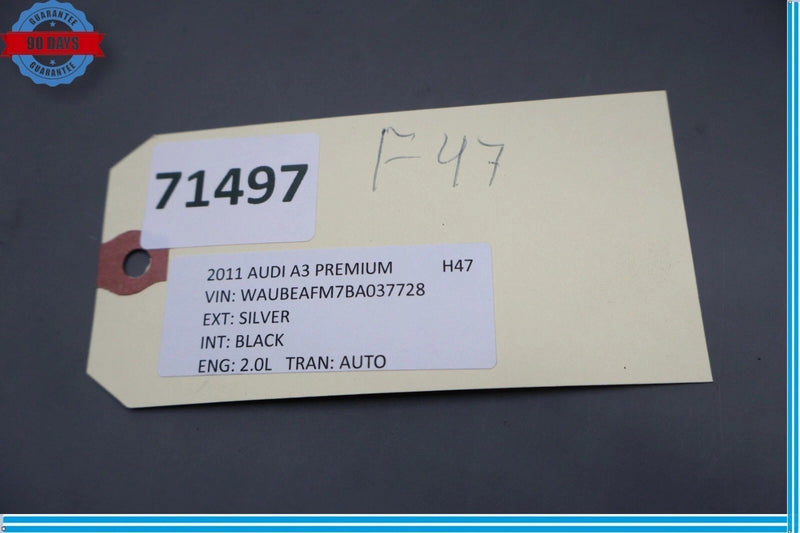 GUARANTEE
90 DAYS
GUARANTEE
F-47
71497
2011 AUDI A3 PREMIUM H47
VIN: WAUBEAFM7BA037728
EXT: SILVER
INT: BLACK
ENG: 2.0L TRAN: AUTO